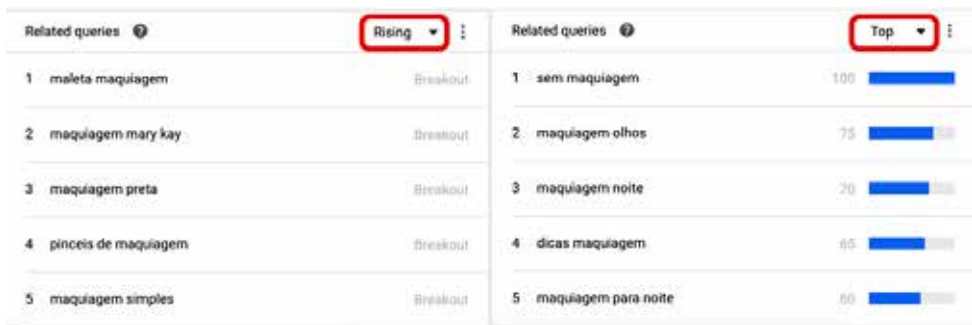 Related queries
Rising
1 maleta maquiagem Breakout
2 maquiagem mary kay Breakout
3 maquiagem preta Breakout
4 pinceis de maquiagem Breakout
5 maquiagem simples Breakout
Related queries
Top
1 sem maquiagem 100
2 maquiagem olhos 75
3 maquiagem noite 70
4 dicas maquiagem 65
5 maquiagem para noite 60